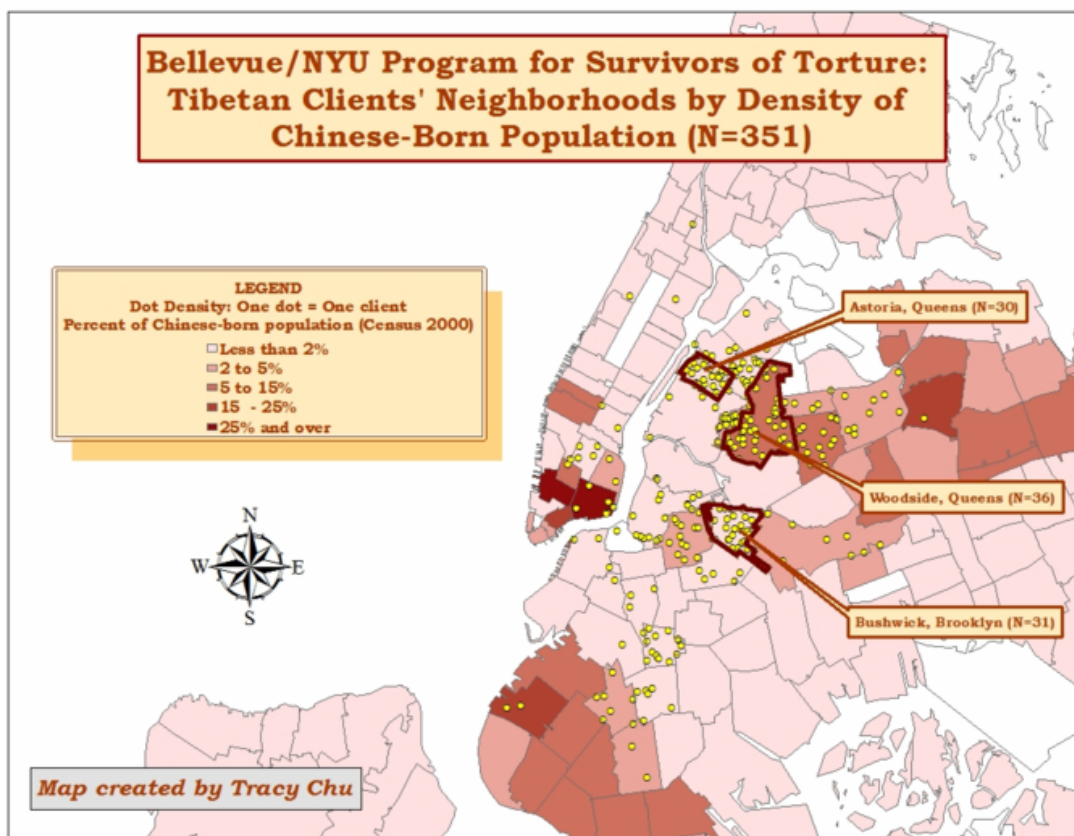 Bellevue/NYU Program for Survivors of Torture:
Tibetan Clients' Neighborhoods by Density of
Chinese-Born Population (N=351)
LEGEND
Dot Density: One dot = One client
Percent of Chinese-born population (Census 2000)
Less than 2%
2 to 5%
5 to 15%
15 - 25%
25% and over
Astoria, Queens (N=30)
Woodside, Queens (N=36)
Bushwick, Brooklyn (N=31)
N
W E
S
Map created by Tracy Chu